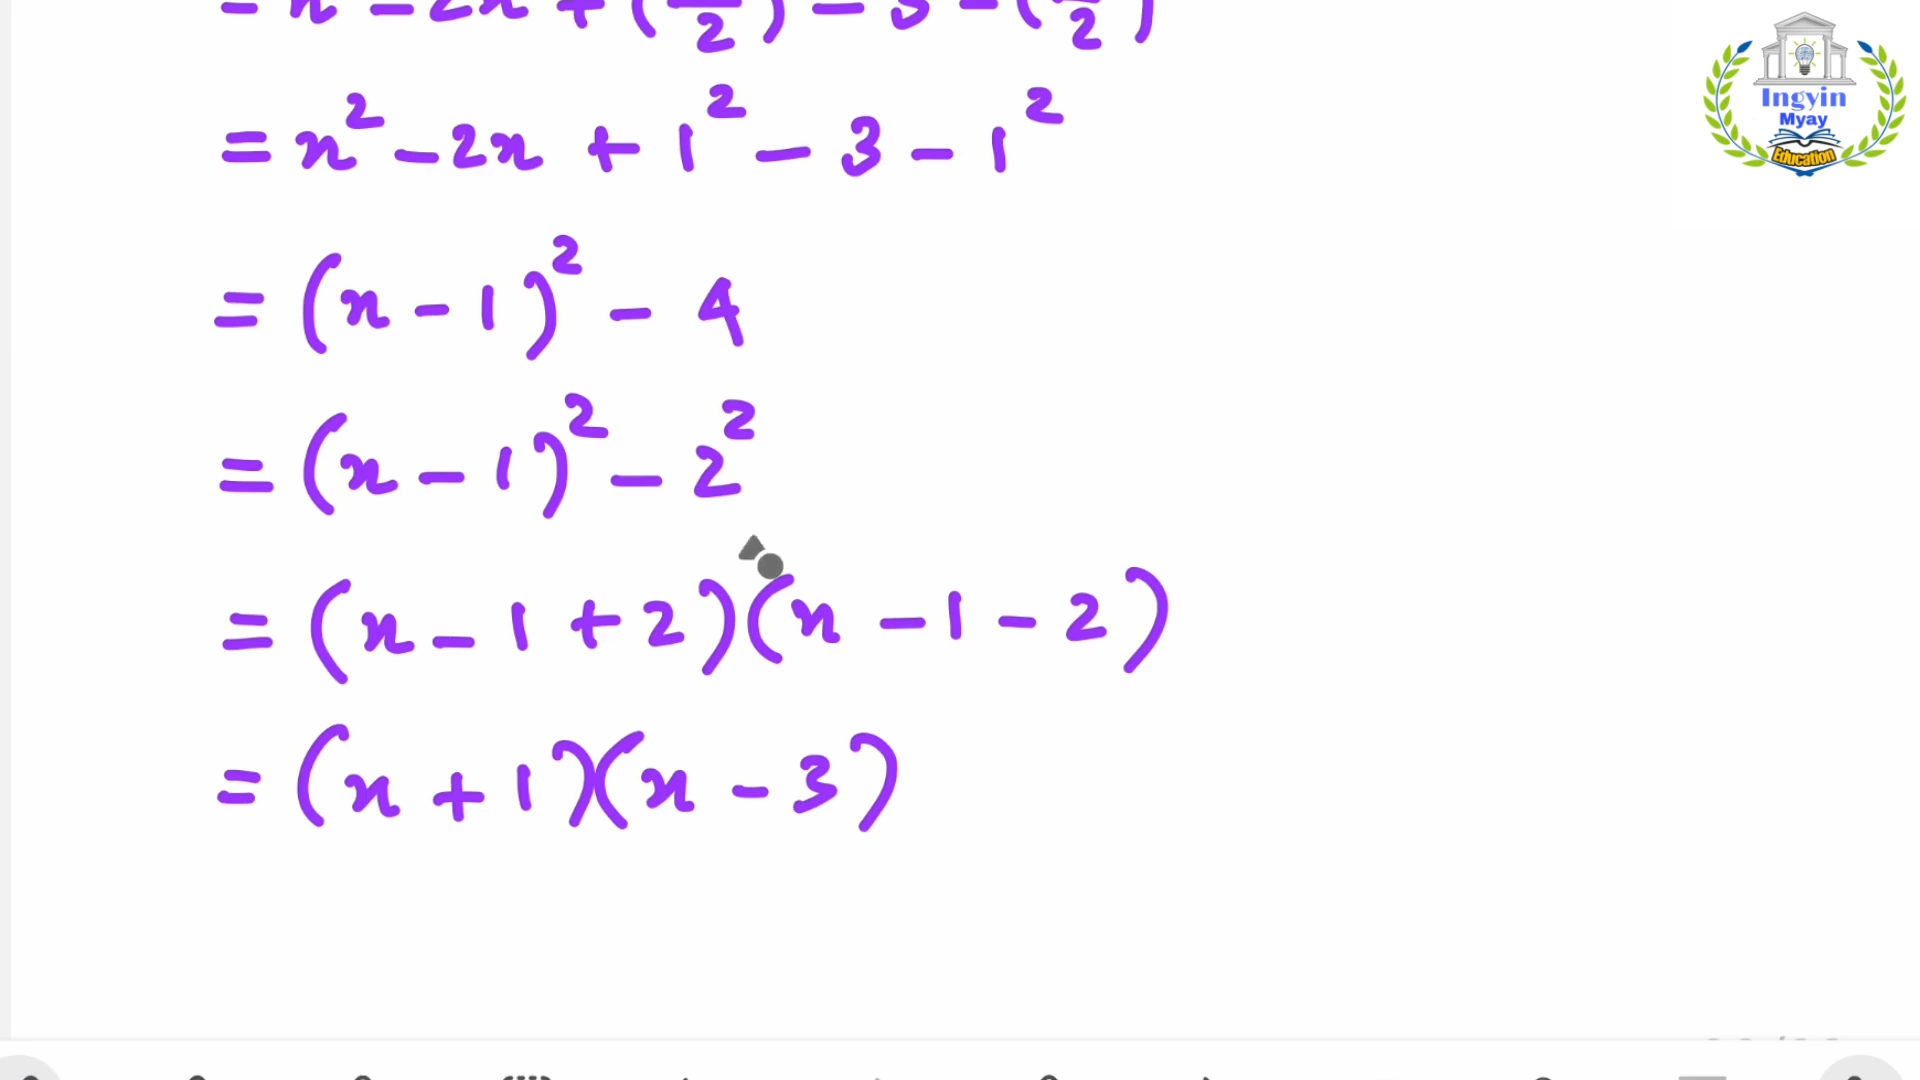 = x² - 2x + 1² - 3 - 1²
= (x - 1)² - 4
= (x - 1)² - 2²
= (x - 1 + 2)(x - 1 - 2)
= (x + 1)(x - 3)
Ingyin
Myay
Education